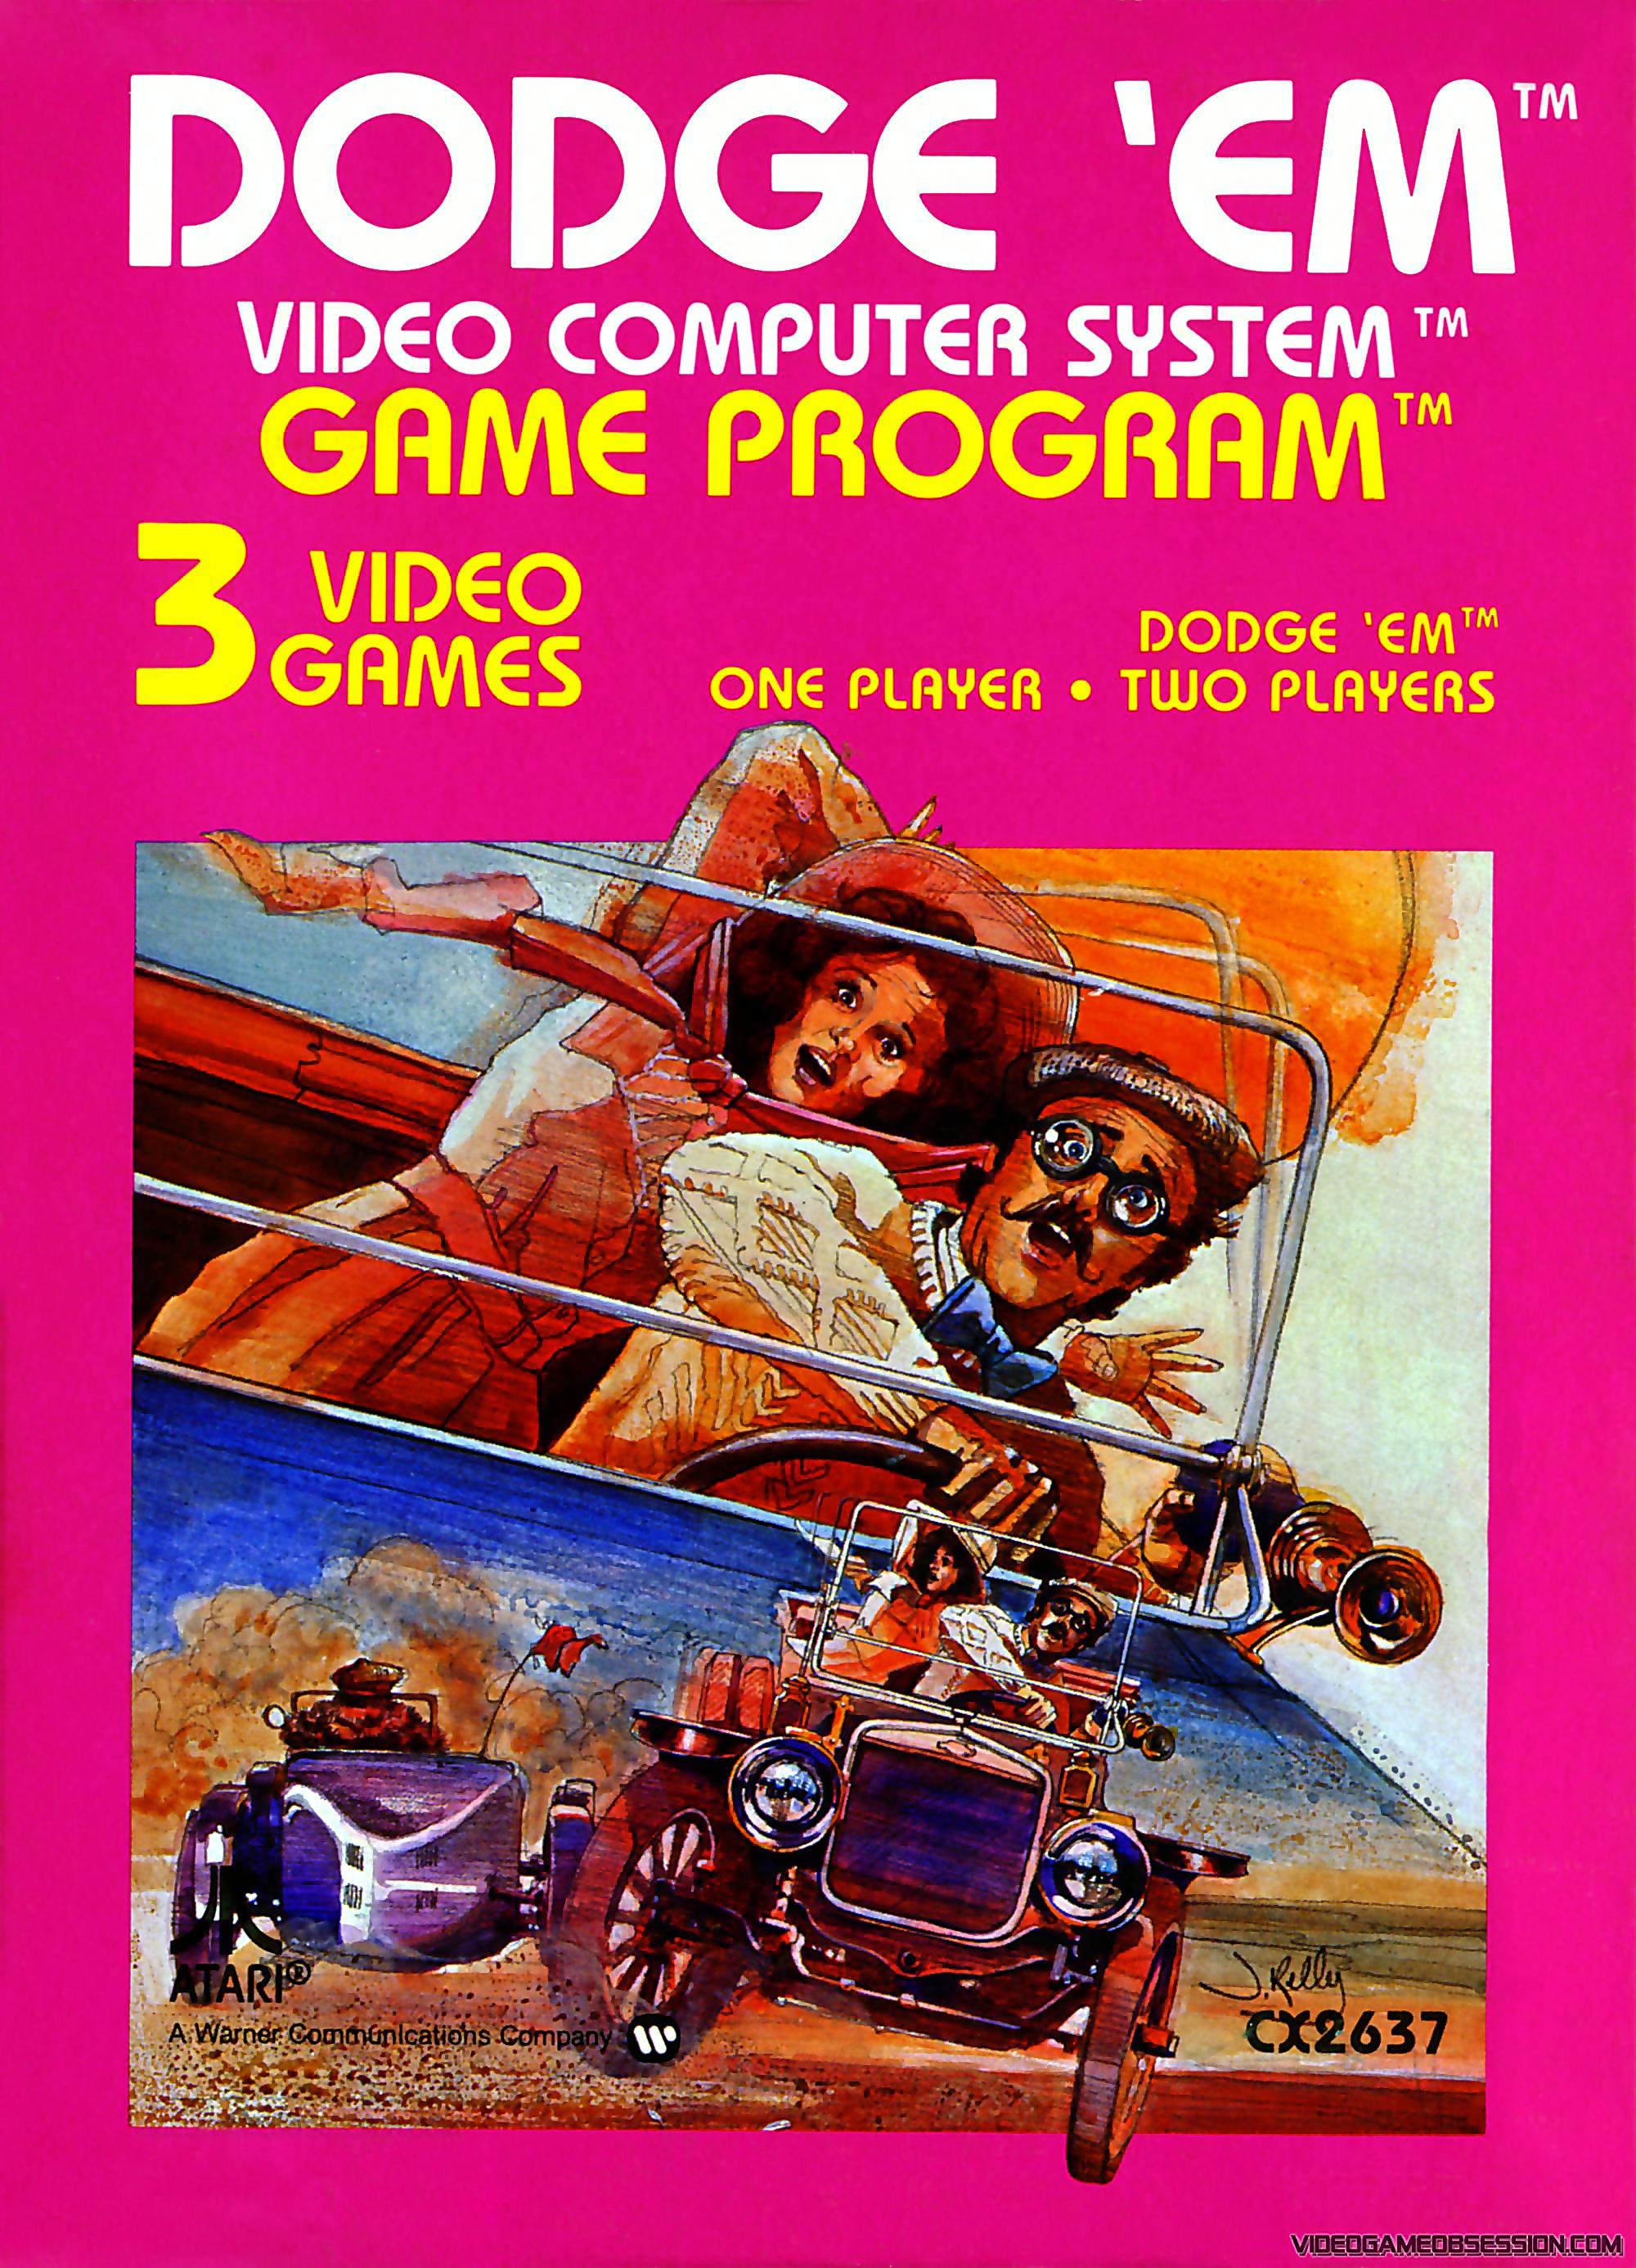 DODGE 'EM™
VIDEO COMPUTER SYSTEM™
GAME PROGRAM™
3 VIDEO
GAMES
DODGE 'EM™
ONE PLAYER • TWO PLAYERS
J. Kelly
ATARI®
A Warner Communications Company
CX2637
VIDEOGAMEOBSESSION.COM